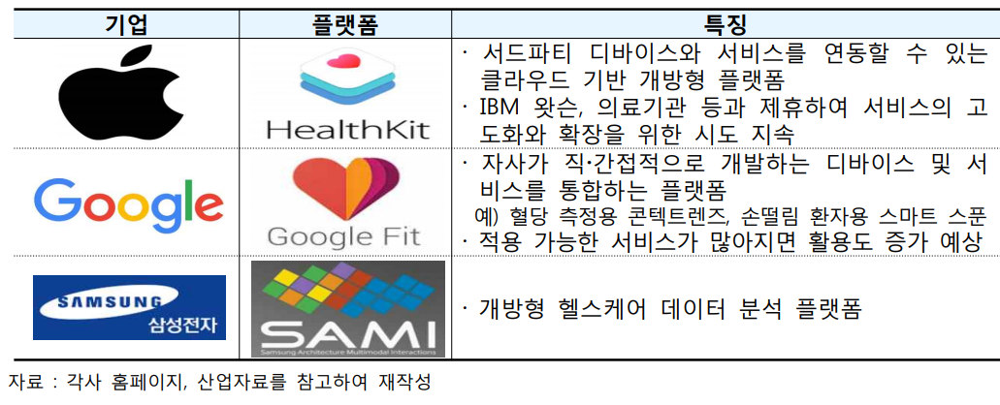 기업 플랫폼 특징
· 서드파티 디바이스와 서비스를 연동할 수 있는
클라우드 기반 개방형 플랫폼
· IBM 왓슨, 의료기관 등과 제휴하여 서비스의 고
도화와 확장을 위한 시도 지속
HealthKit
· 자사가 직·간접적으로 개발하는 디바이스 및 서
비스를 통합하는 플랫폼
예) 혈당 측정용 콘텍트렌즈, 손떨림 환자용 스마트 스푼
· 적용 가능한 서비스가 많아지면 활용도 증가 예상
Google
Google Fit
SAMSUNG
삼성전자
SAMI
Samsung Architecture Multimodal Interactions
· 개방형 헬스케어 데이터 분석 플랫폼
자료 : 각사 홈페이지, 산업자료를 참고하여 재작성